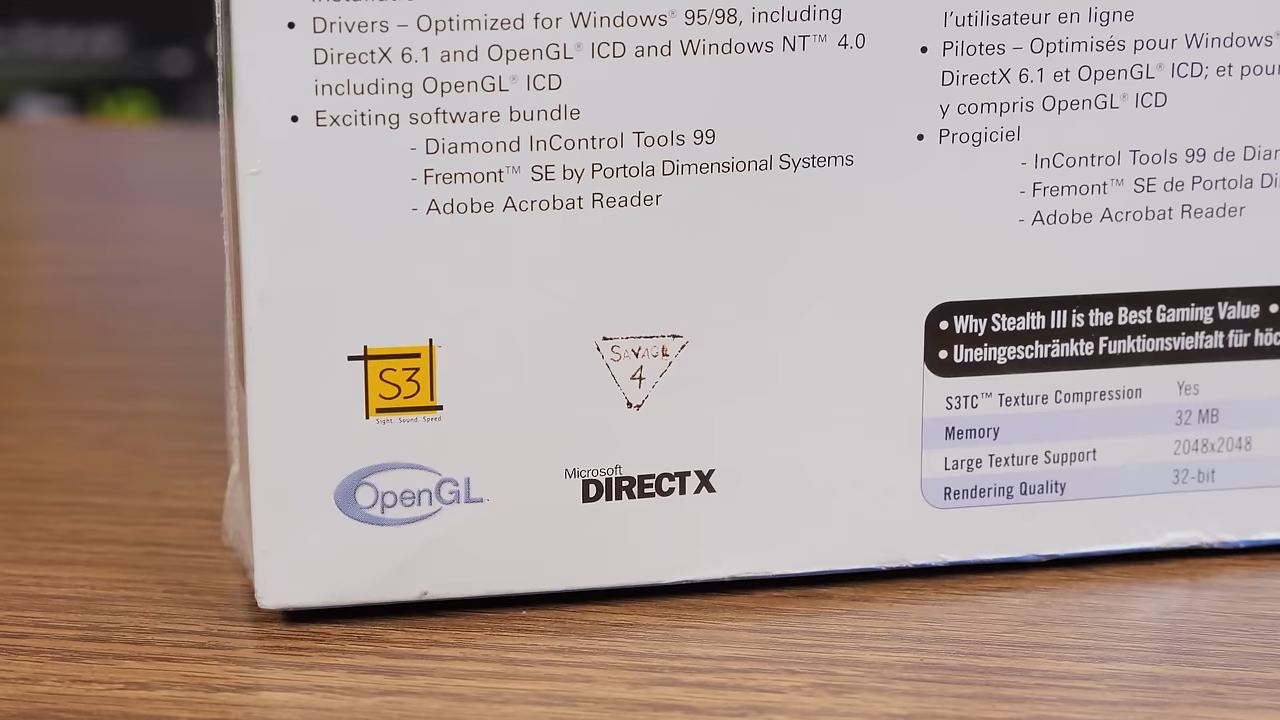 • Drivers – Optimized for Windows® 95/98, including
DirectX 6.1 and OpenGL® ICD and Windows NT™ 4.0
including OpenGL® ICD
• Exciting software bundle
- Diamond InControl Tools 99
- Fremont™ SE by Portola Dimensional Systems
- Adobe Acrobat Reader
l'utilisateur en ligne
• Pilotes – Optimisés pour Windows®
DirectX 6.1 et OpenGL® ICD; et pour
y compris OpenGL® ICD
• Progiciel
- InControl Tools 99 de
- Fremont™ SE de Portola
- Adobe Acrobat Reader
S3
Sight. Sound. Speed
SAVAGE
4
OpenGL
Microsoft
DIRECTX
• Why Stealth III is the Best Gaming Value •
• Uneingeschränkte Funktionsvielfalt für
S3TC™ Texture Compression Yes
Memory 32 MB
Large Texture Support 2048x2048
Rendering Quality 32-bit